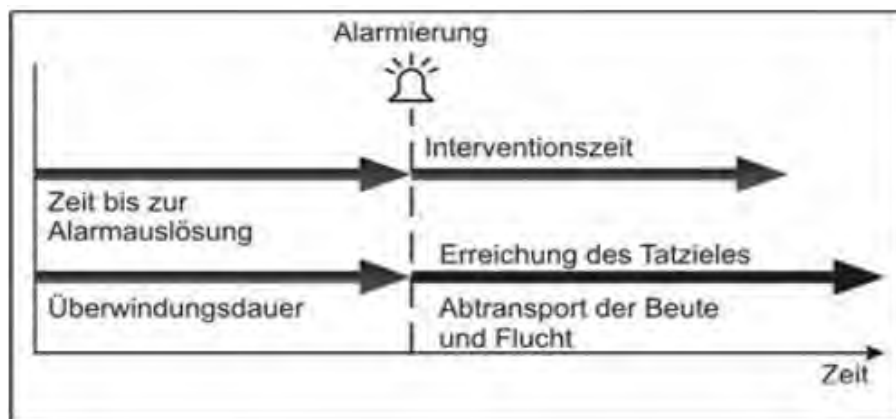 Alarmierung
Interventionszeit
Zeit bis zur
Alarmauslösung
Erreichung des Tatzieles
Überwindungsdauer
Abtransport der Beute
und Flucht
Zeit